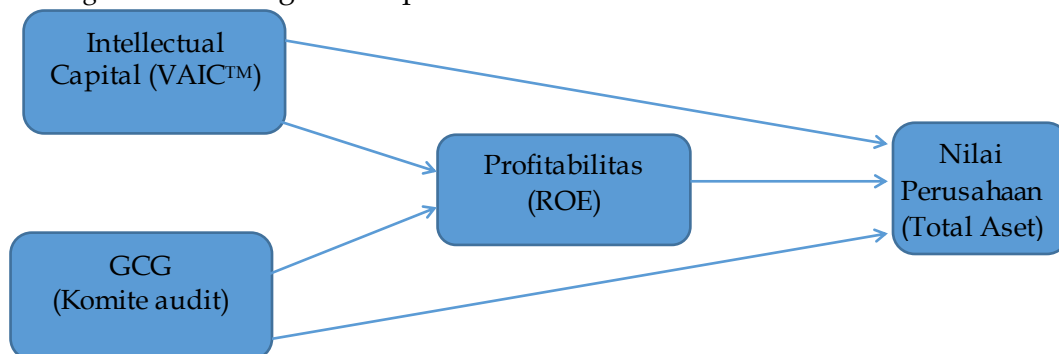 Intellectual
Capital (VAIC™)
Profitabilitas
(ROE)
Nilai
Perusahaan
(Total Aset)
GCG
(Komite audit)